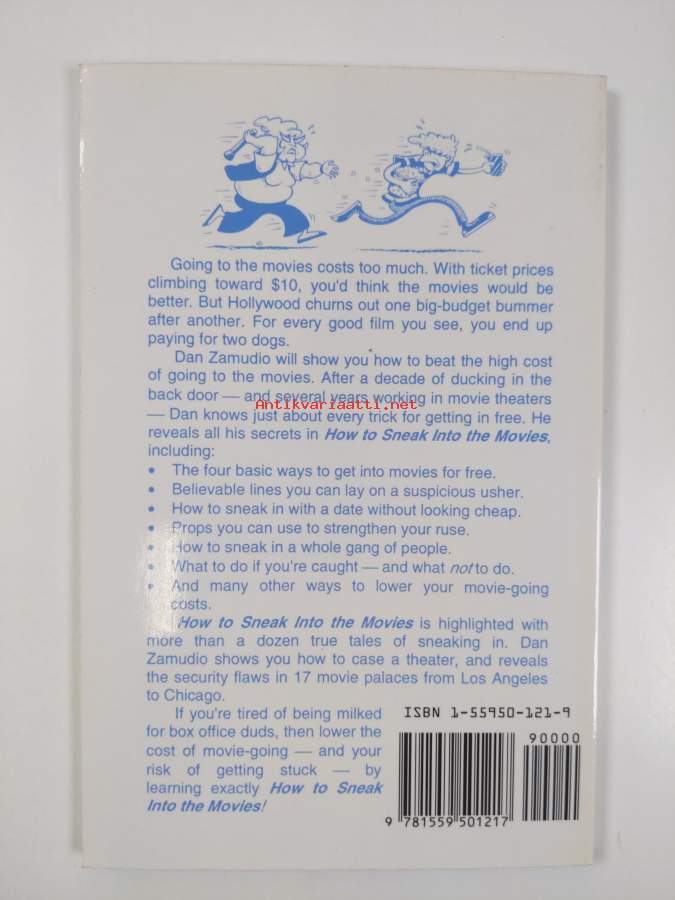 Going to the movies costs too much. With ticket prices
climbing toward $10, you'd think the movies would be
better. But Hollywood churns out one big-budget bummer
after another. For every good film you see, you end up
paying for two dogs.
Dan Zamudio will show you how to beat the high cost
of going to the movies. After a decade of ducking in the
back door — and several years working in movie theaters
Antikvariaatti.net
— Dan knows just about every trick for getting in free. He
reveals all his secrets in How to Sneak Into the Movies,
including:
• The four basic ways to get into movies for free.
• Believable lines you can lay on a suspicious usher.
• How to sneak in with a date without looking cheap.
• Props you can use to strengthen your ruse.
• How to sneak in a whole gang of people.
• What to do if you're caught — and what not to do.
• And many other ways to lower your movie-going
costs.
How to Sneak Into the Movies is highlighted with
more than a dozen true tales of sneaking in. Dan
Zamudio shows you how to case a theater, and reveals
the security flaws in 17 movie palaces from Los Angeles
to Chicago.
If you're tired of being milked
for box office duds, then lower the
cost of movie-going — and your
risk of getting stuck — by
learning exactly How to Sneak
Into the Movies!
ISBN 1-55950-121-9
90000
9 781559 501217